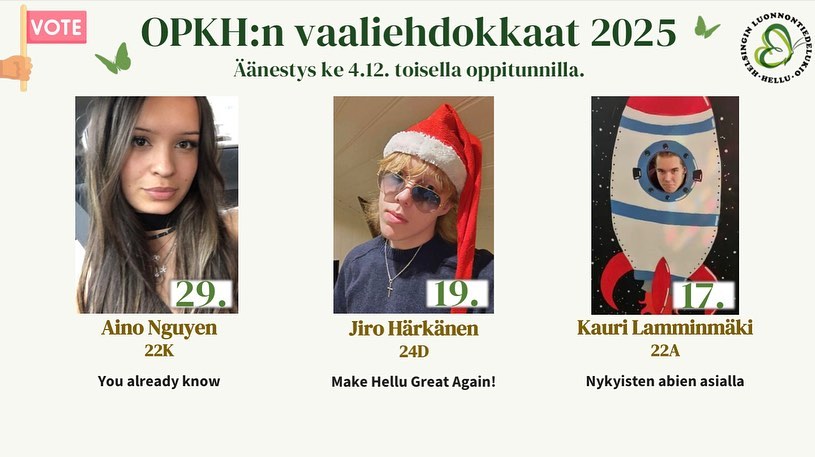 VOTE
OPKH:n vaaliehdokkaat 2025
Äänestys ke 4.12. toisella oppitunnilla.
HELSINGIN LUONNONTIEDELUKIO
·HELLU·
29.
19.
17.
Aino Nguyen
Jiro Härkänen
Kauri Lamminmäki
22K
24D
22A
You already know
Make Hellu Great Again!
Nykyisten abien asialla